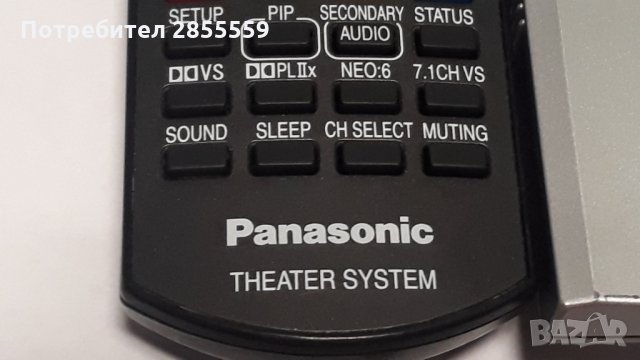 Потребител 2855559
SETUP PIP SECONDARY STATUS
AUDIO
VS PLIIx NEO:6 7.1CH VS
SOUND SLEEP CH SELECT MUTING
Panasonic
THEATER SYSTEM
BAZAR